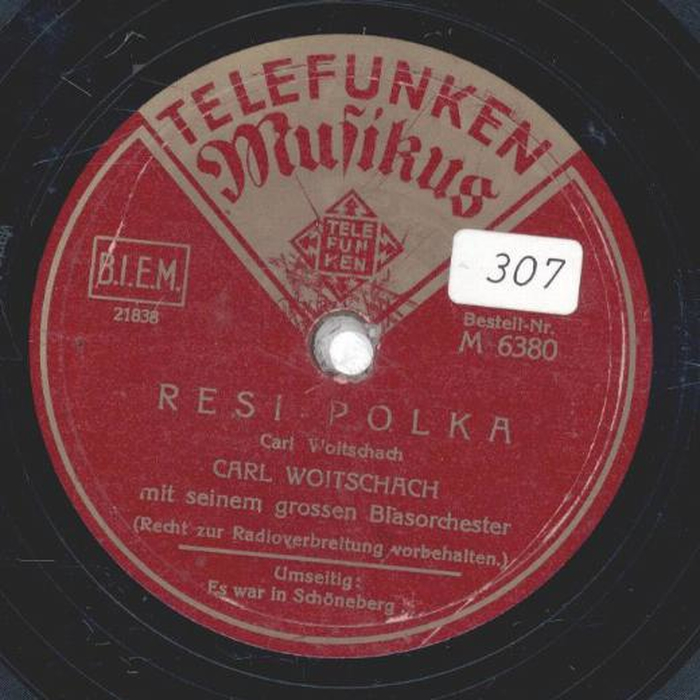 TELEFUNKEN
Musikus
TELE
FUN
KEN
B.I.E.M.
21838
307
Bestell-Nr.
M 6380
RESI-POLKA
Carl Woitschach
CARL WOITSCHACH
mit seinem grossen Blasorchester
(Recht zur Radioverbreitung vorbehalten.)
Umseitig:
Es war in Schöneberg